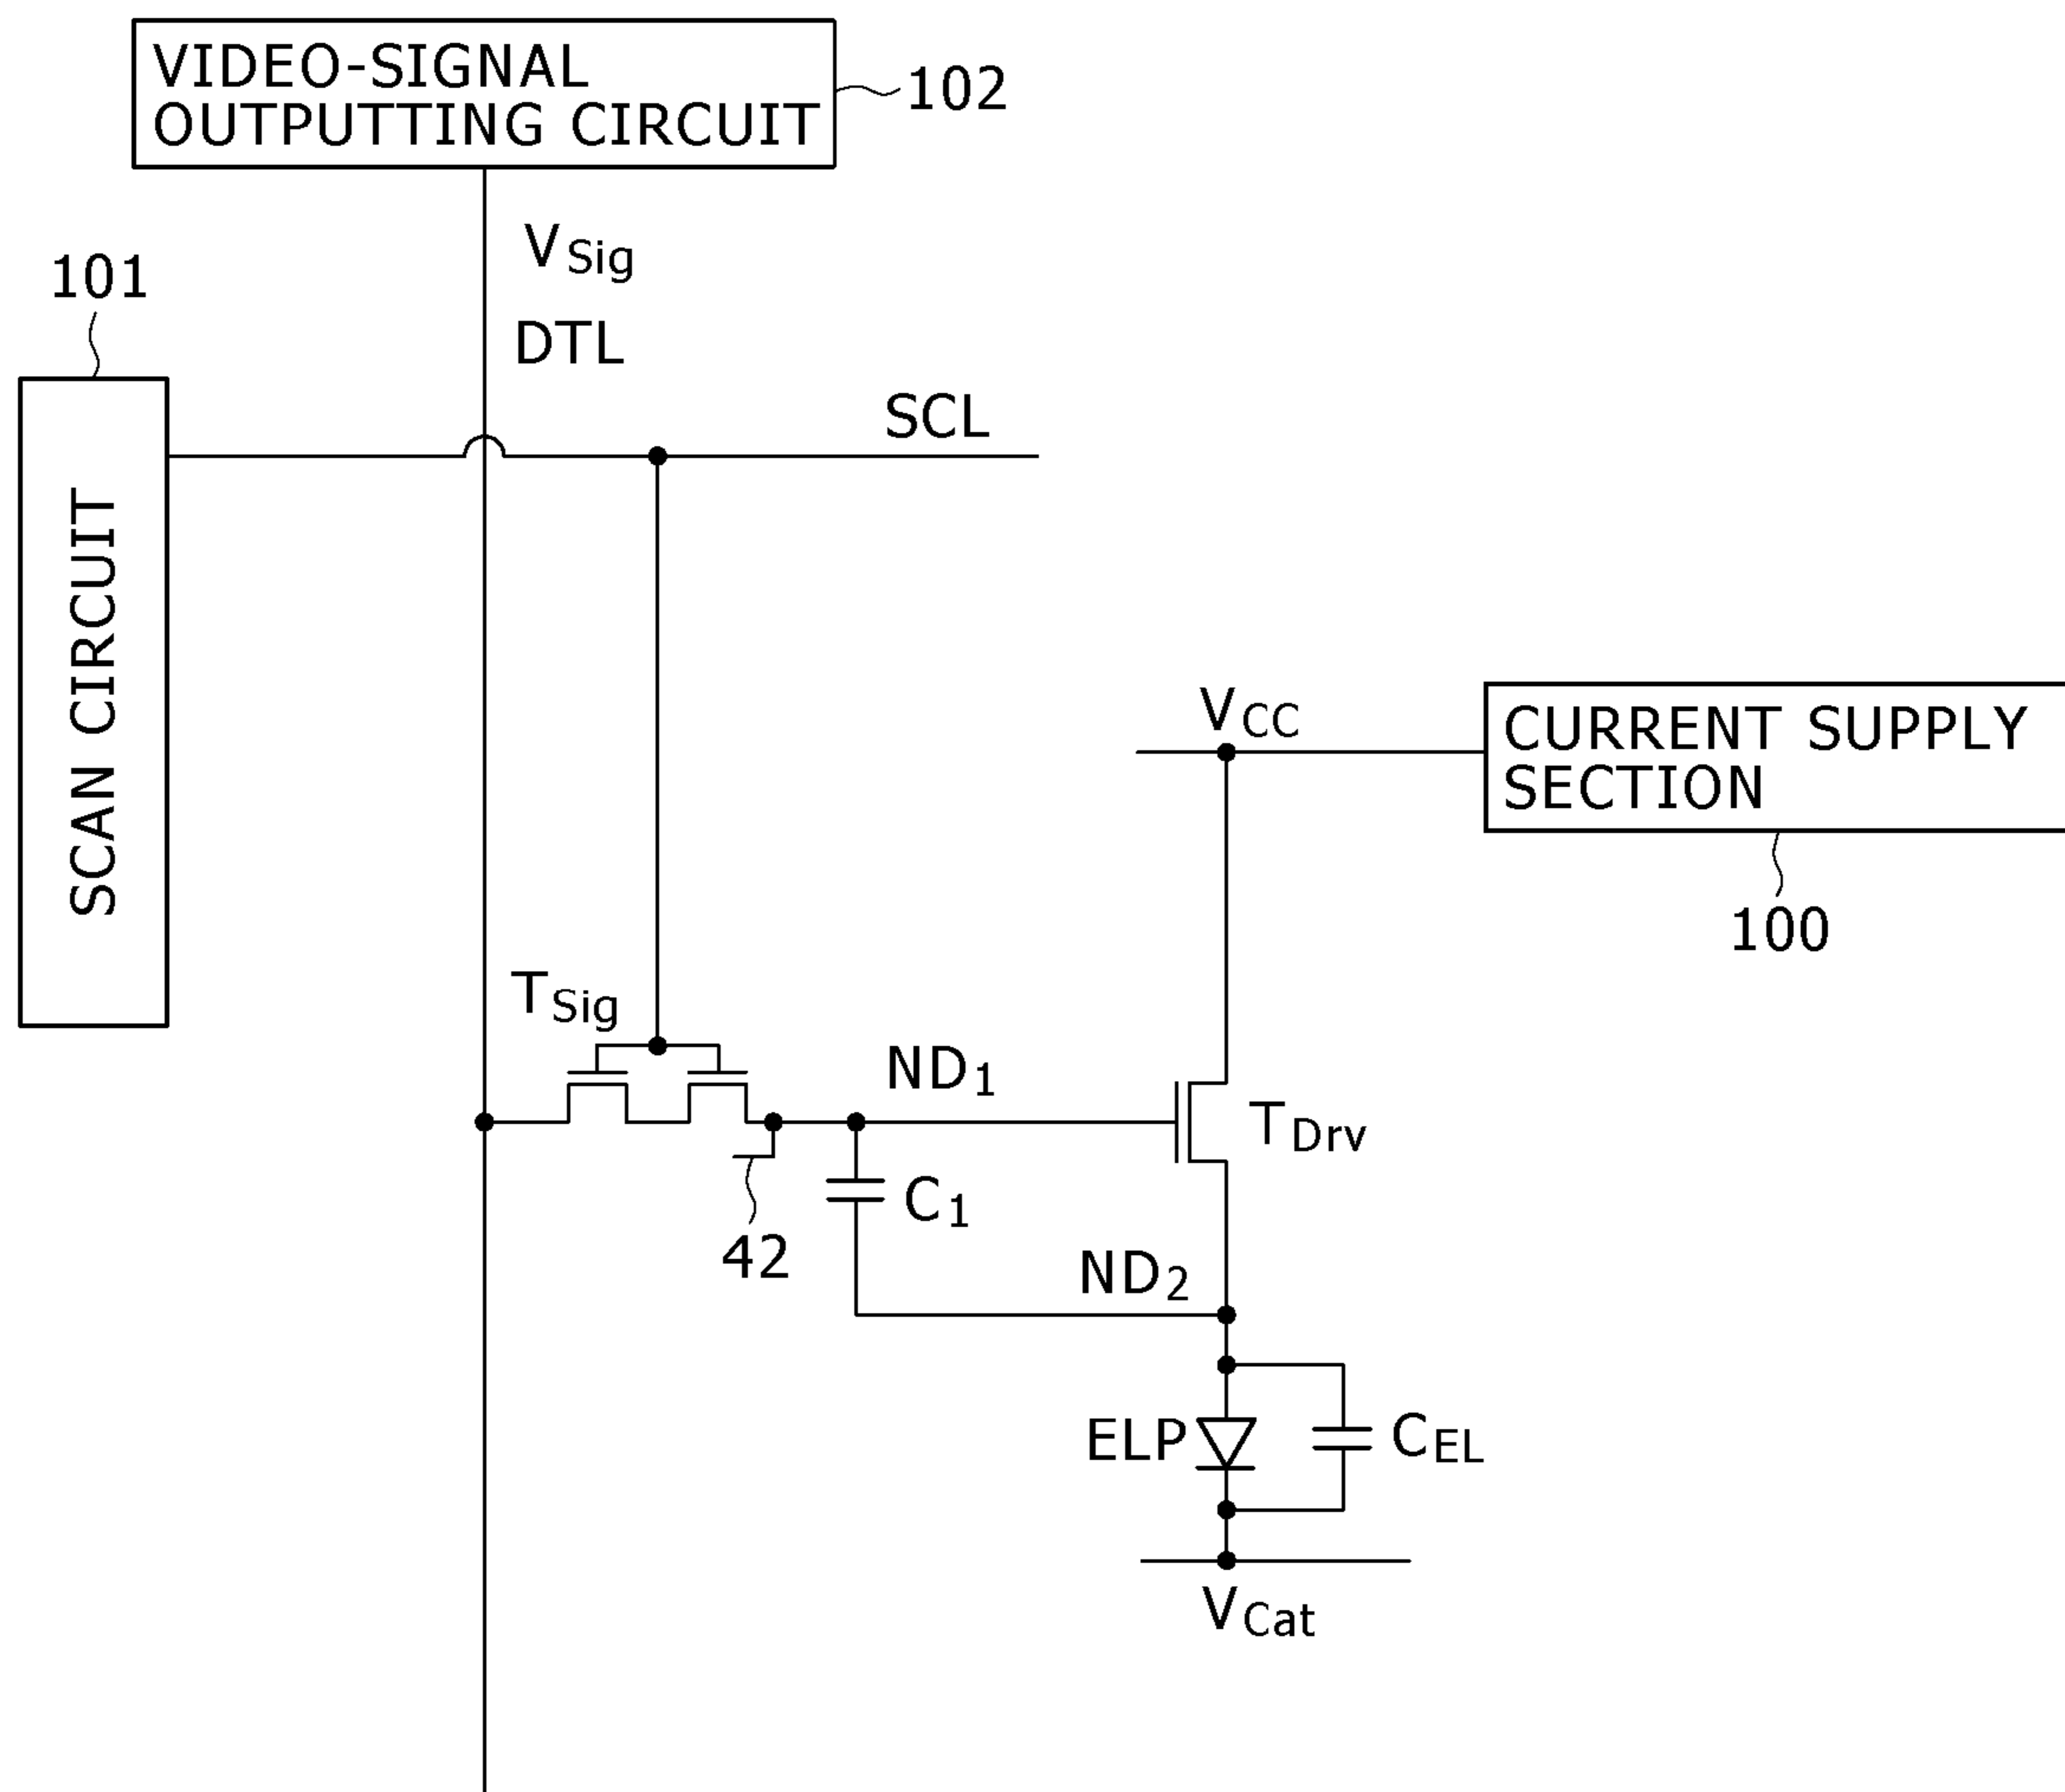 VIDEO-SIGNAL
OUTPUTTING CIRCUIT
102
VSig
DTL
101
SCL
SCAN CIRCUIT
VCC
CURRENT SUPPLY
SECTION
100
TSig
ND1
TDrv
C1
42
ND2
ELP
CEL
VCat